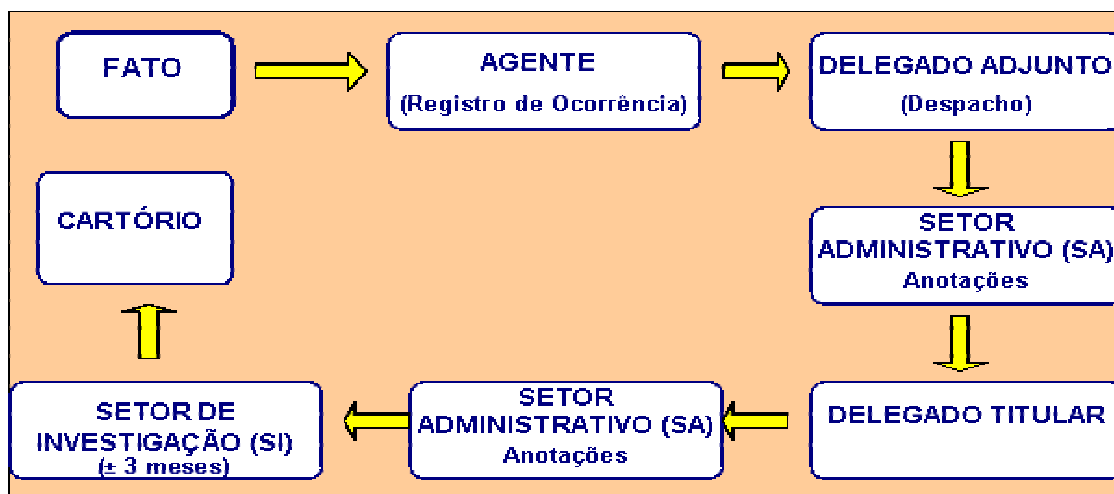 FATO
AGENTE
(Registro de Ocorrência)
DELEGADO ADJUNTO
(Despacho)
CARTÓRIO
SETOR
ADMINISTRATIVO (SA)
Anotações
SETOR DE
INVESTIGAÇÃO (SI)
(± 3 meses)
SETOR
ADMINISTRATIVO (SA)
Anotações
DELEGADO TITULAR